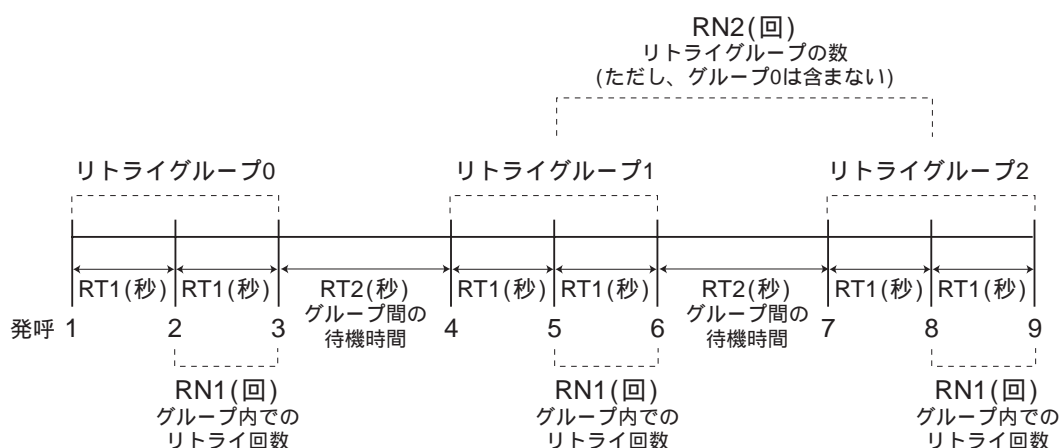 RN2(回)
リトライグループの数
(ただし、グループ0は含まない)
リトライグループ0
リトライグループ1
リトライグループ2
RT1(秒)
RT1(秒)
RT2(秒)
グループ間の
待機時間
RT1(秒)
RT1(秒)
RT2(秒)
グループ間の
待機時間
RT1(秒)
RT1(秒)
発呼 1 2 3 4 5 6 7 8 9
RN1(回)
グループ内での
リトライ回数
RN1(回)
グループ内での
リトライ回数
RN1(回)
グループ内での
リトライ回数